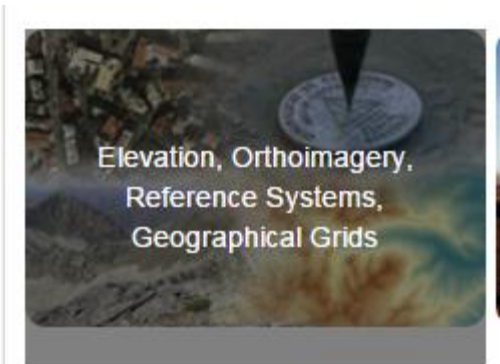 Elevation, Orthoimagery,
Reference Systems,
Geographical Grids